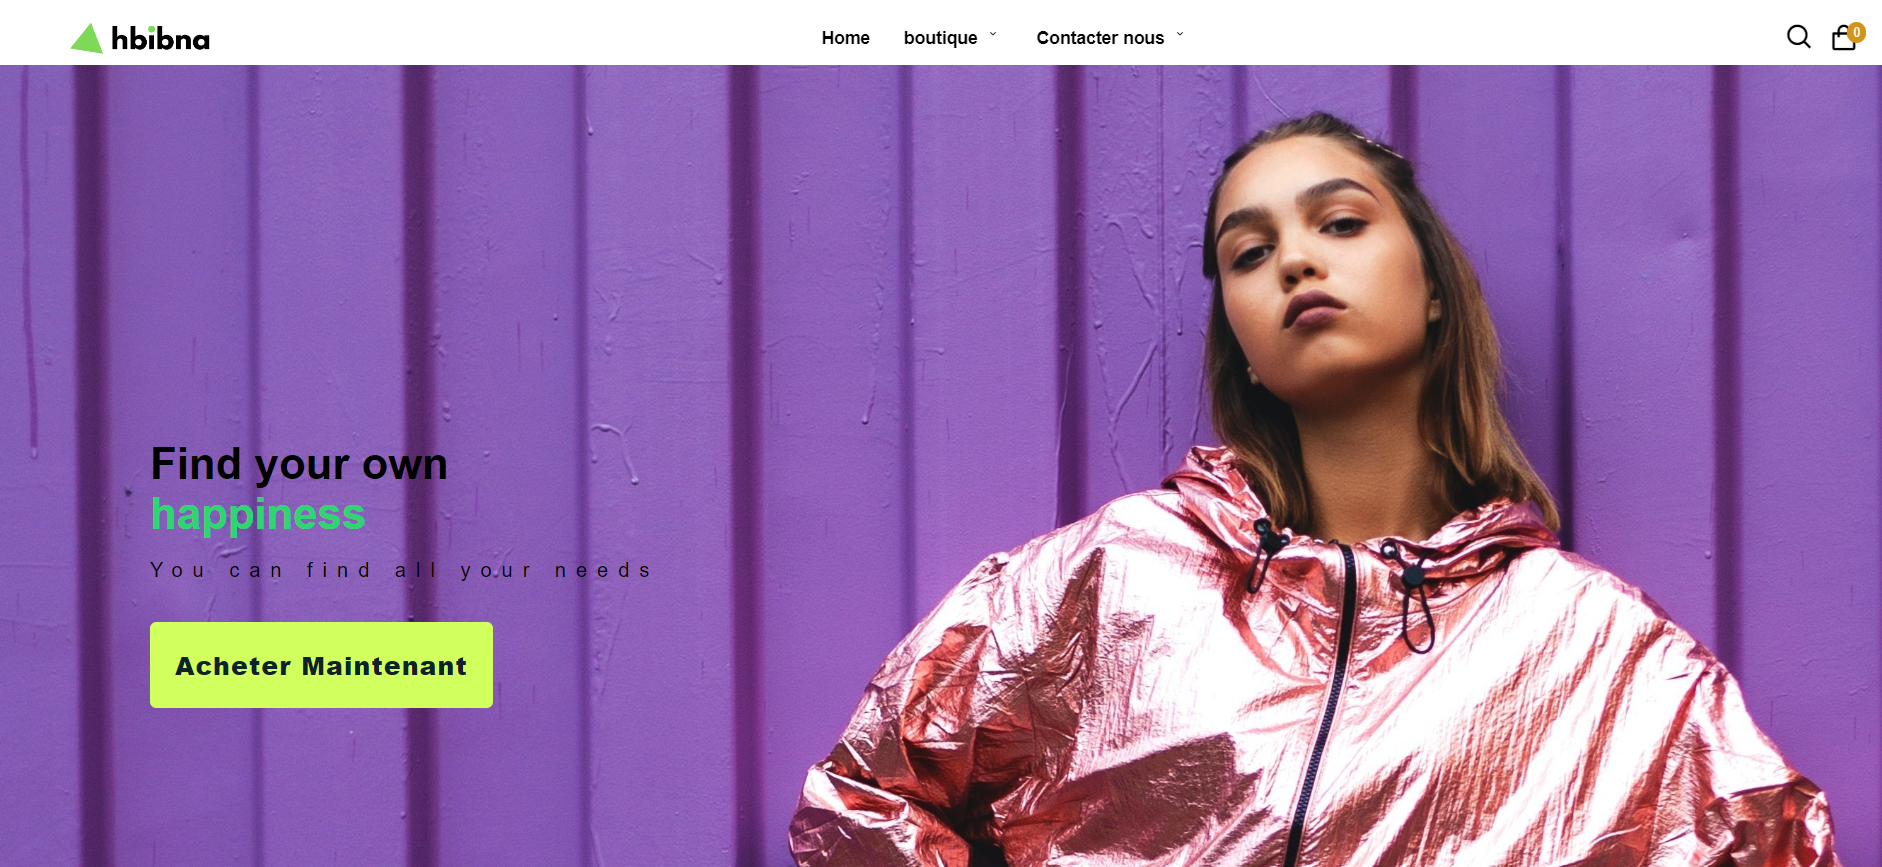 hbibna
Home
boutique
Contacter nous
0
Find your own
happiness
You can find all your needs
Acheter Maintenant